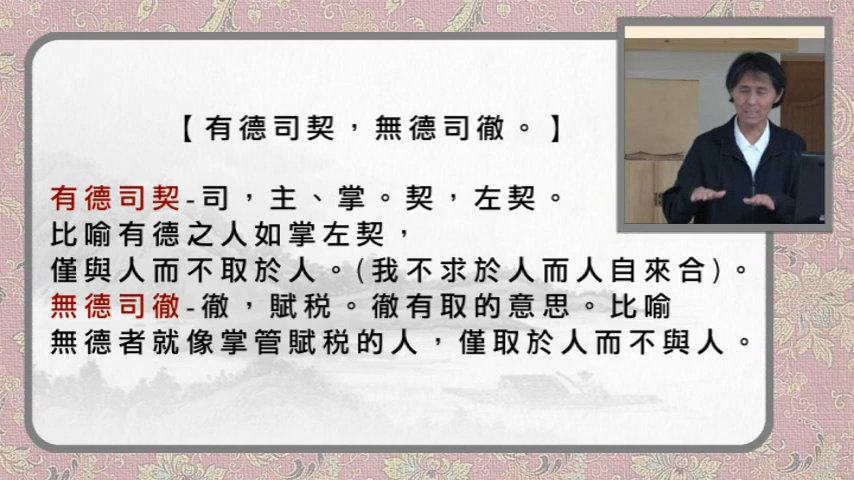 【有德司契，無德司徹。】
有德司契-司，主、掌。契，左契。
比喻有德之人如掌左契，
僅與人而不取於人。(我不求於人而人自來合)。
無德司徹-徹，賦税。徹有取的意思。比喻
無德者就像掌管賦税的人，僅取於人而不與人。